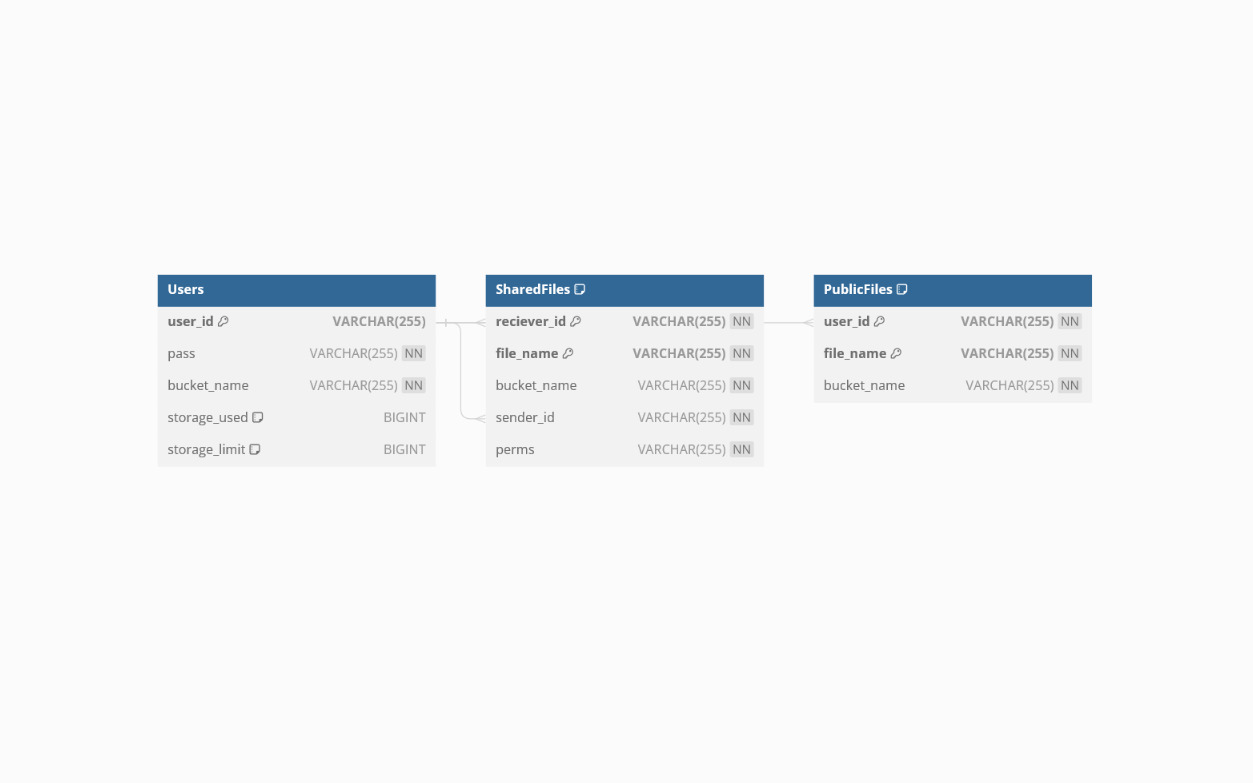 Users
user_id VARCHAR(255)
pass VARCHAR(255) NN
bucket_name VARCHAR(255) NN
storage_used BIGINT
storage_limit BIGINT
SharedFiles
reciever_id VARCHAR(255) NN
file_name VARCHAR(255) NN
bucket_name VARCHAR(255) NN
sender_id VARCHAR(255) NN
perms VARCHAR(255) NN
PublicFiles
user_id VARCHAR(255) NN
file_name VARCHAR(255) NN
bucket_name VARCHAR(255) NN